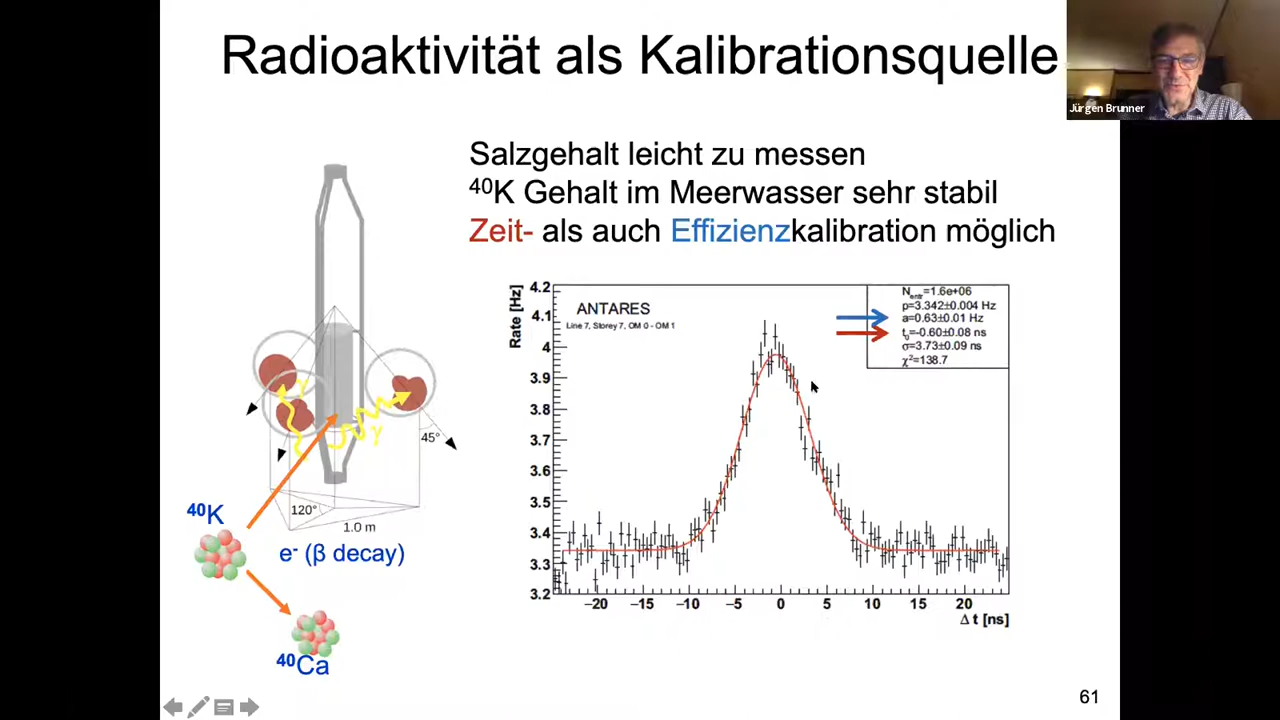 Radioaktivität als Kalibrationsquelle
Jürgen Brunner
Salzgehalt leicht zu messen
⁴⁰K Gehalt im Meerwasser sehr stabil
Zeit- als auch Effizienzkalibration möglich
γ
γ
45°
120°
1.0 m
⁴⁰K
e⁻ (β decay)
⁴⁰Ca
Rate [Hz]
4.2
4.1
4
3.9
3.8
3.7
3.6
3.5
3.4
3.3
3.2
ANTARES
Line 7, Storey 7, OM 0 - OM 1
Nentr=1.6e+06
p=3.342±0.004 Hz
a=0.63±0.01 Hz
t0=-0.60±0.08 ns
σ=3.73±0.09 ns
χ²=138.7
−20 −15 −10 −5 0 5 10 15 20
Δ t [ns]
61